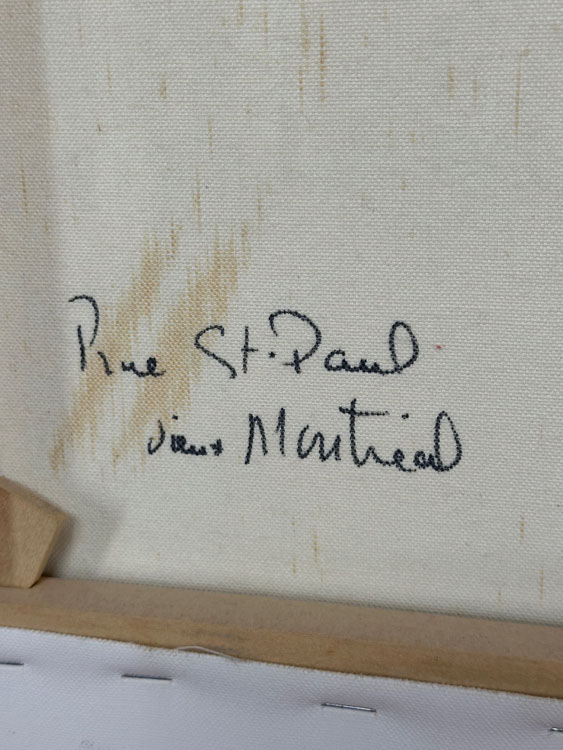 Rue St. Paul
vieux Montréal